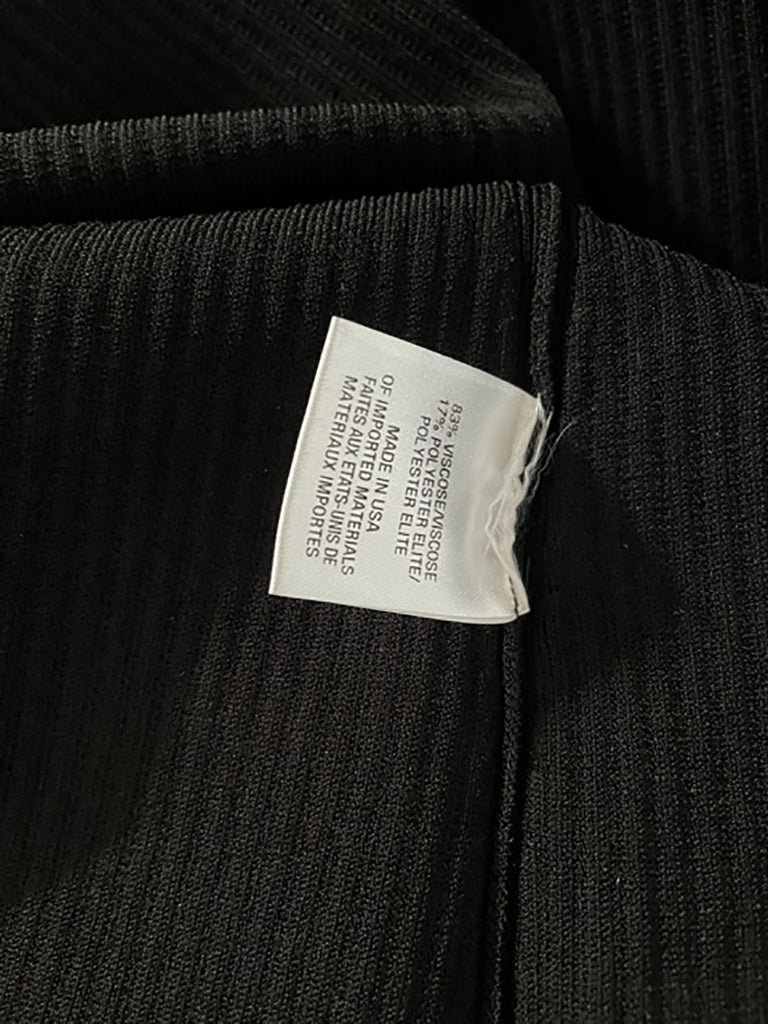 83% VISCOSE/VISCOSE
17% POLYESTER ELITE/
POLYESTER ELITE
MADE IN USA
OF IMPORTED MATERIALS
FAITES AUX ETATS-UNIS DE
MATERIAUX IMPORTES